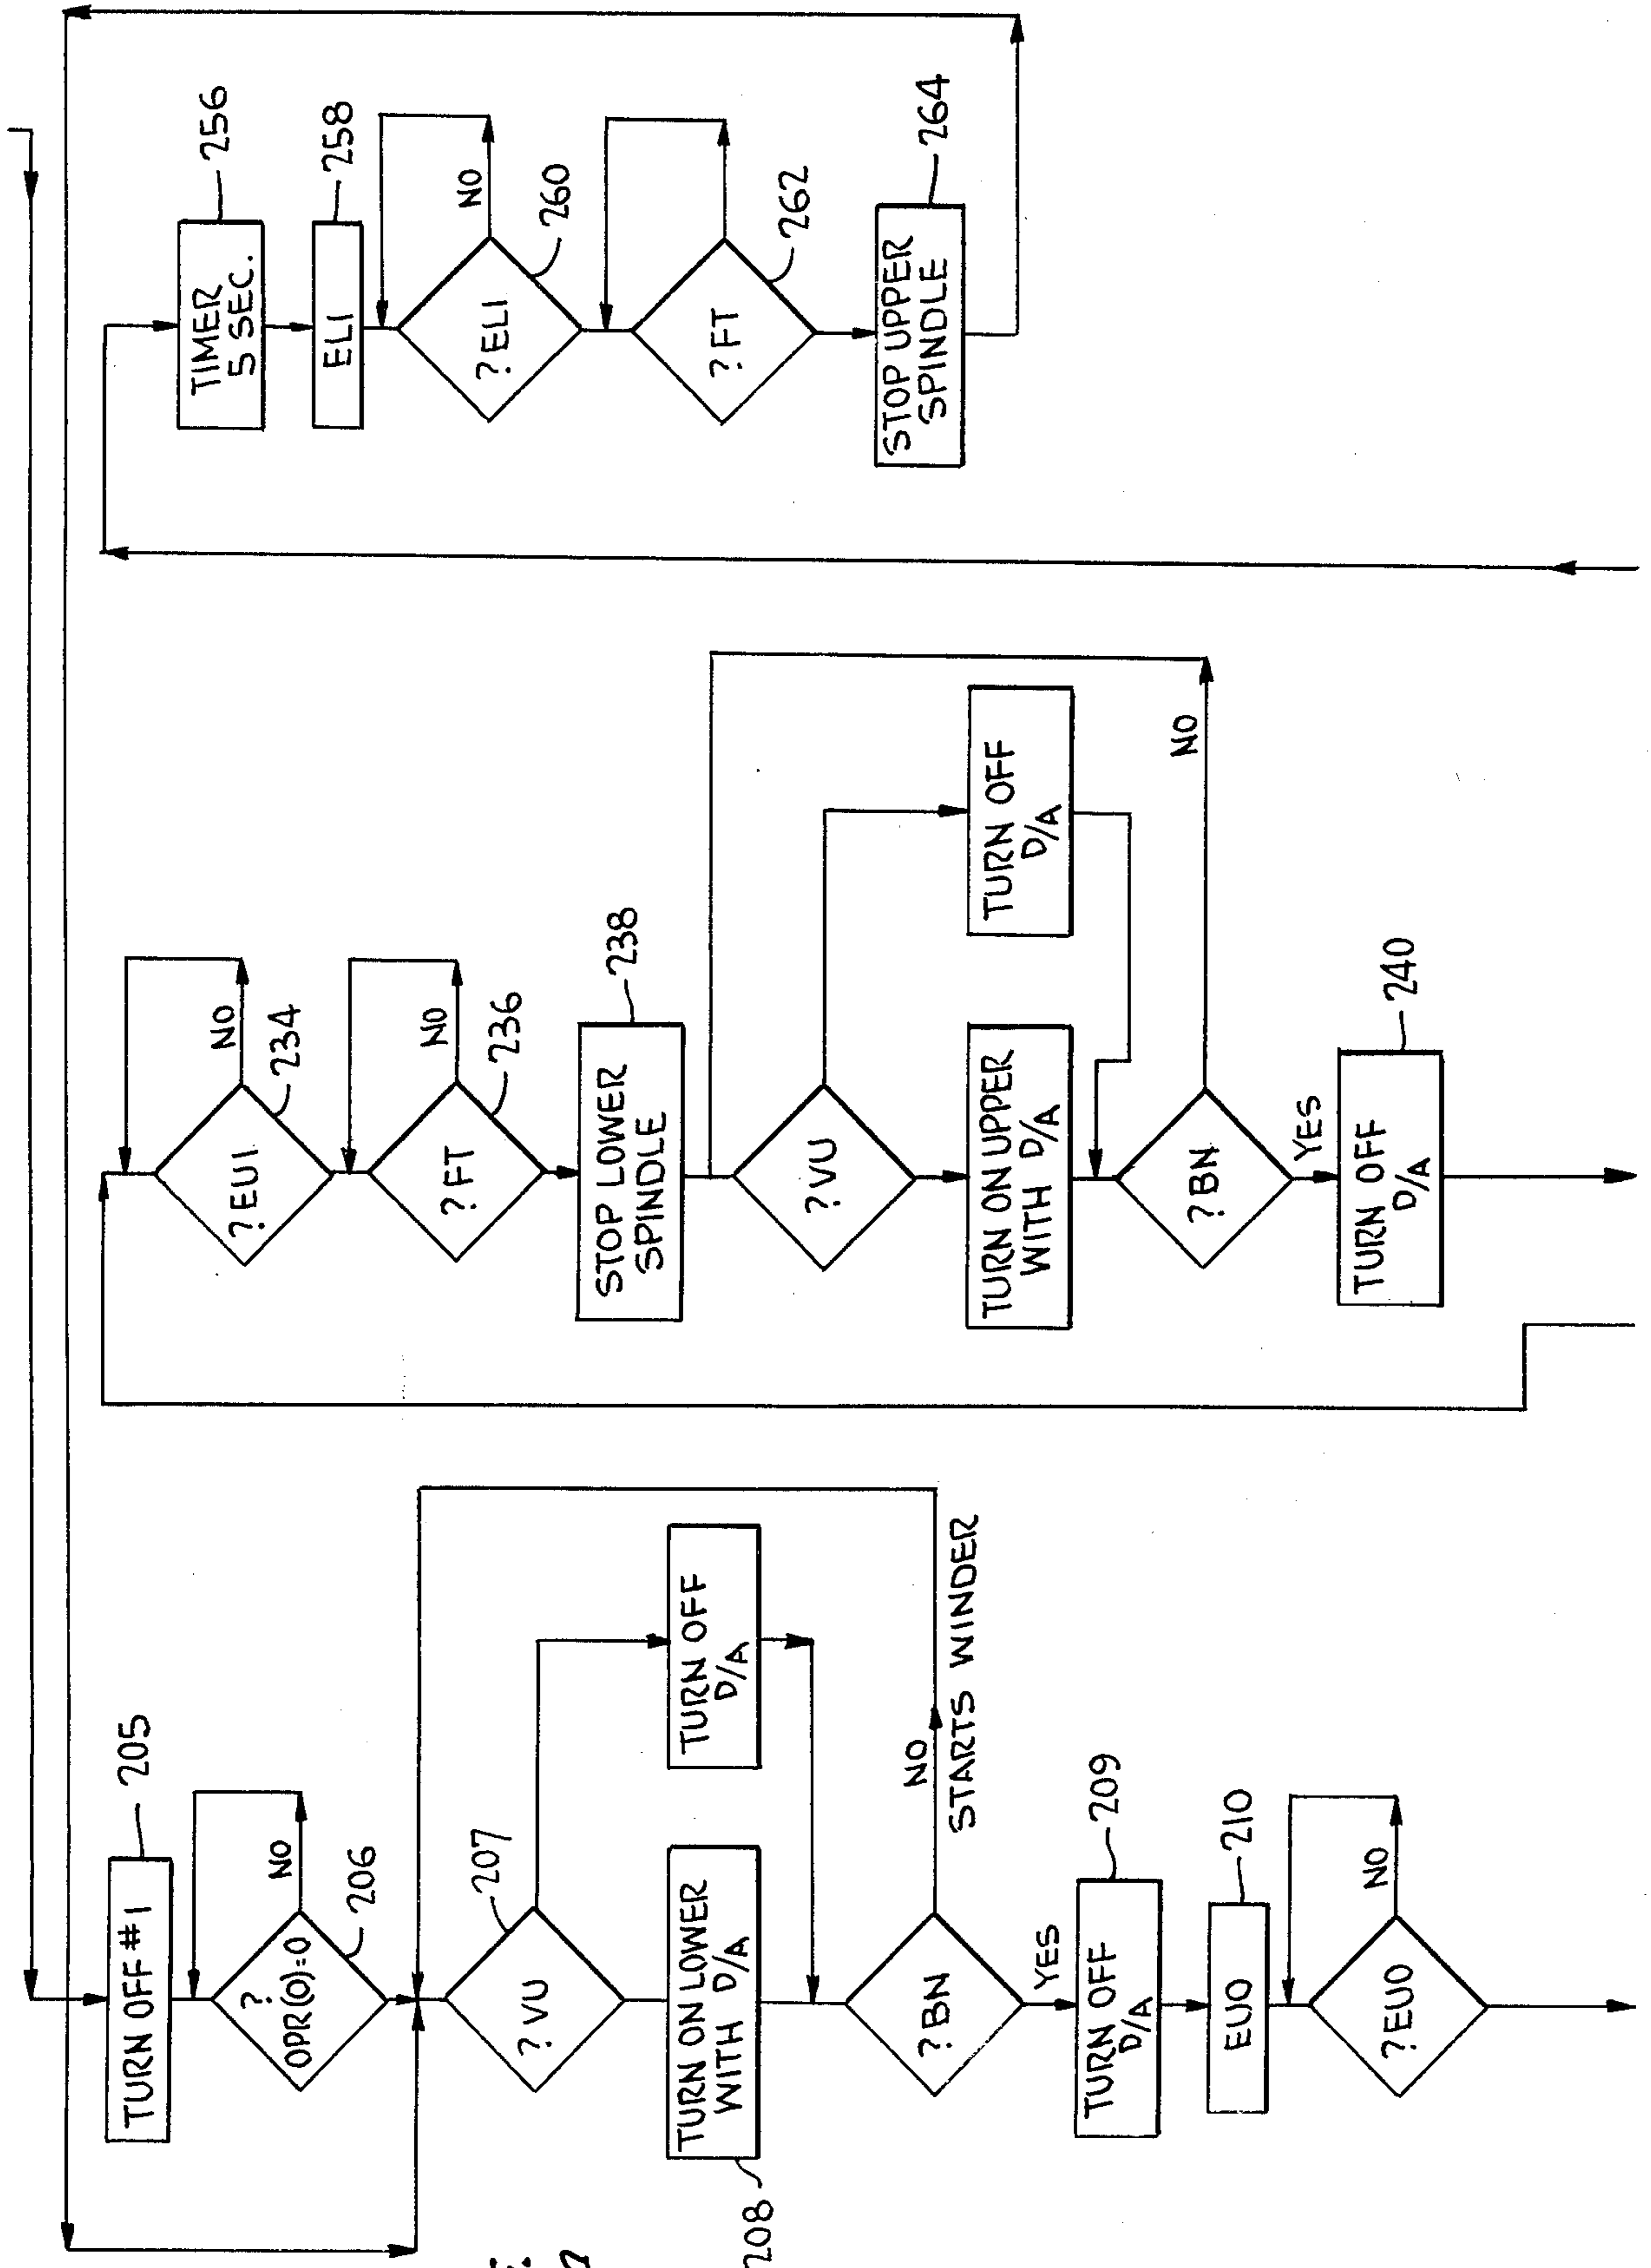 TURN OFF #1
205
?
OPR(0)=0
NO
206
?VU
207
TURN ON LOWER
WITH D/A
208
TURN OFF
D/A
?BN
NO
STARTS WINDER
YES
TURN OFF
D/A
209
EUO
210
?EUO
NO
?EUI
NO
234
?FT
NO
236
STOP LOWER
SPINDLE
238
?VU
TURN ON UPPER
WITH D/A
TURN OFF
D/A
?BN
NO
YES
TURN OFF
D/A
240
TIMER
5 SEC.
256
ELI
258
?ELI
NO
260
?FT
262
STOP UPPER
SPINDLE
264